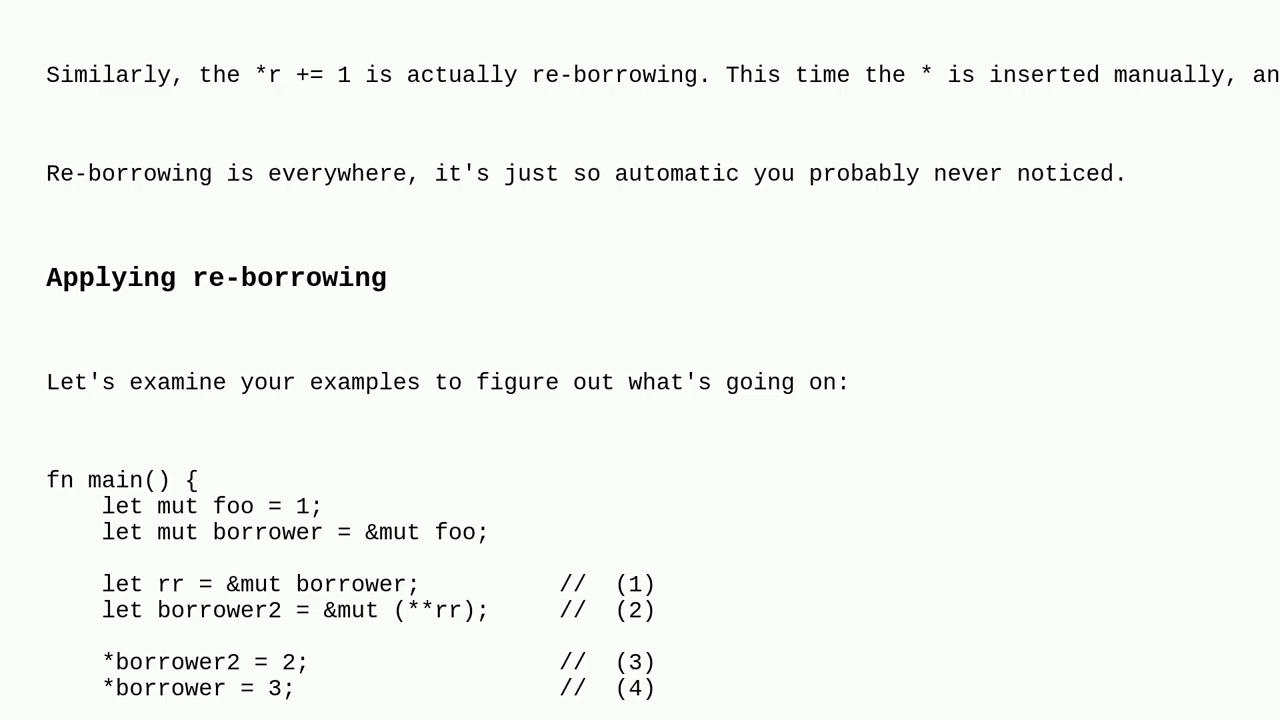 Similarly, the *r += 1 is actually re-borrowing. This time the * is inserted manually, an
Re-borrowing is everywhere, it's just so automatic you probably never noticed.
Applying re-borrowing
Let's examine your examples to figure out what's going on:
fn main() {
    let mut foo = 1;
    let mut borrower = &mut foo;
    let rr = &mut borrower;          //  (1)
    let borrower2 = &mut (**rr);     //  (2)
    *borrower2 = 2;                  //  (3)
    *borrower = 3;                   //  (4)